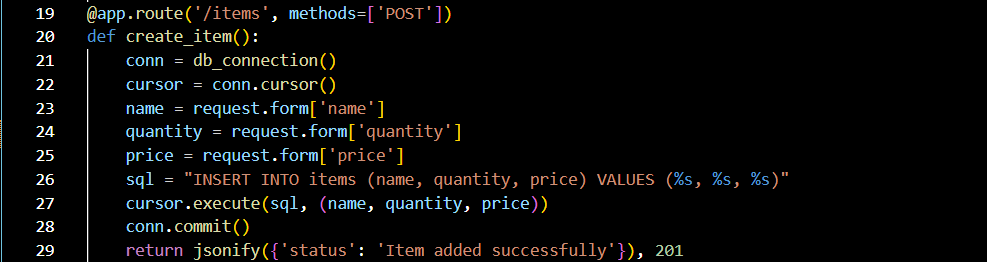 19 @app.route('/items', methods=['POST'])
20 def create_item():
21     conn = db_connection()
22     cursor = conn.cursor()
23     name = request.form['name']
24     quantity = request.form['quantity']
25     price = request.form['price']
26     sql = "INSERT INTO items (name, quantity, price) VALUES (%s, %s, %s)"
27     cursor.execute(sql, (name, quantity, price))
28     conn.commit()
29     return jsonify({'status': 'Item added successfully'}), 201